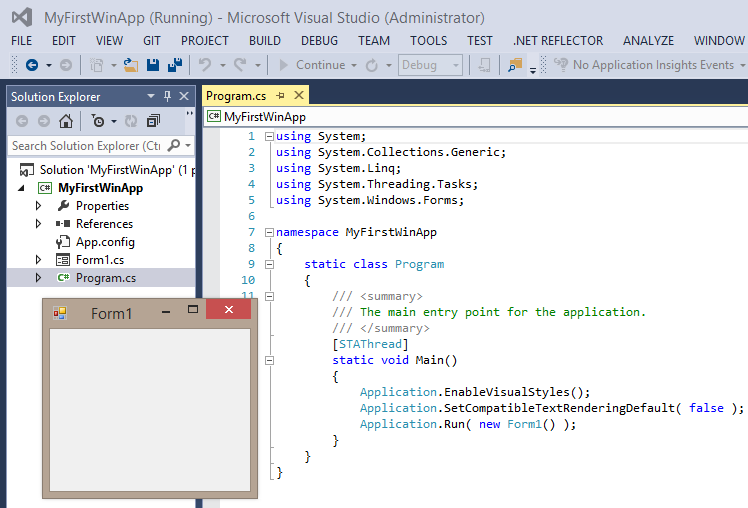 MyFirstWinApp (Running) - Microsoft Visual Studio (Administrator)
FILE EDIT VIEW GIT PROJECT BUILD DEBUG TEAM TOOLS TEST .NET REFLECTOR ANALYZE WINDOW
Continue Debug No Application Insights Events
Solution Explorer
Search Solution Explorer (Ctr
Solution 'MyFirstWinApp' (1 p
C# MyFirstWinApp
Properties
References
App.config
Form1.cs
C# Program.cs
Form1
Program.cs
C# MyFirstWinApp
1 using System;
2 using System.Collections.Generic;
3 using System.Linq;
4 using System.Threading.Tasks;
5 using System.Windows.Forms;
6
7 namespace MyFirstWinApp
8 {
9 static class Program
10 {
11 /// <summary>
/// The main entry point for the application.
/// </summary>
[STAThread]
static void Main()
{
Application.EnableVisualStyles();
Application.SetCompatibleTextRenderingDefault( false );
Application.Run( new Form1() );
}
}
}